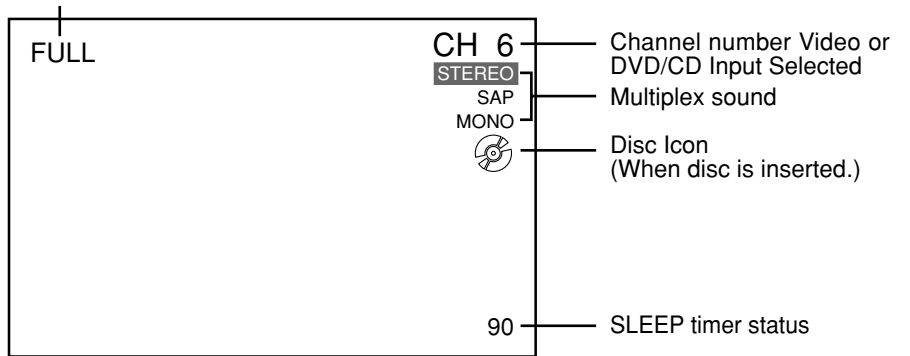 FULL
CH 6
STEREO
SAP
MONO
90
Channel number Video or
DVD/CD Input Selected
Multiplex sound
Disc Icon
(When disc is inserted.)
SLEEP timer status